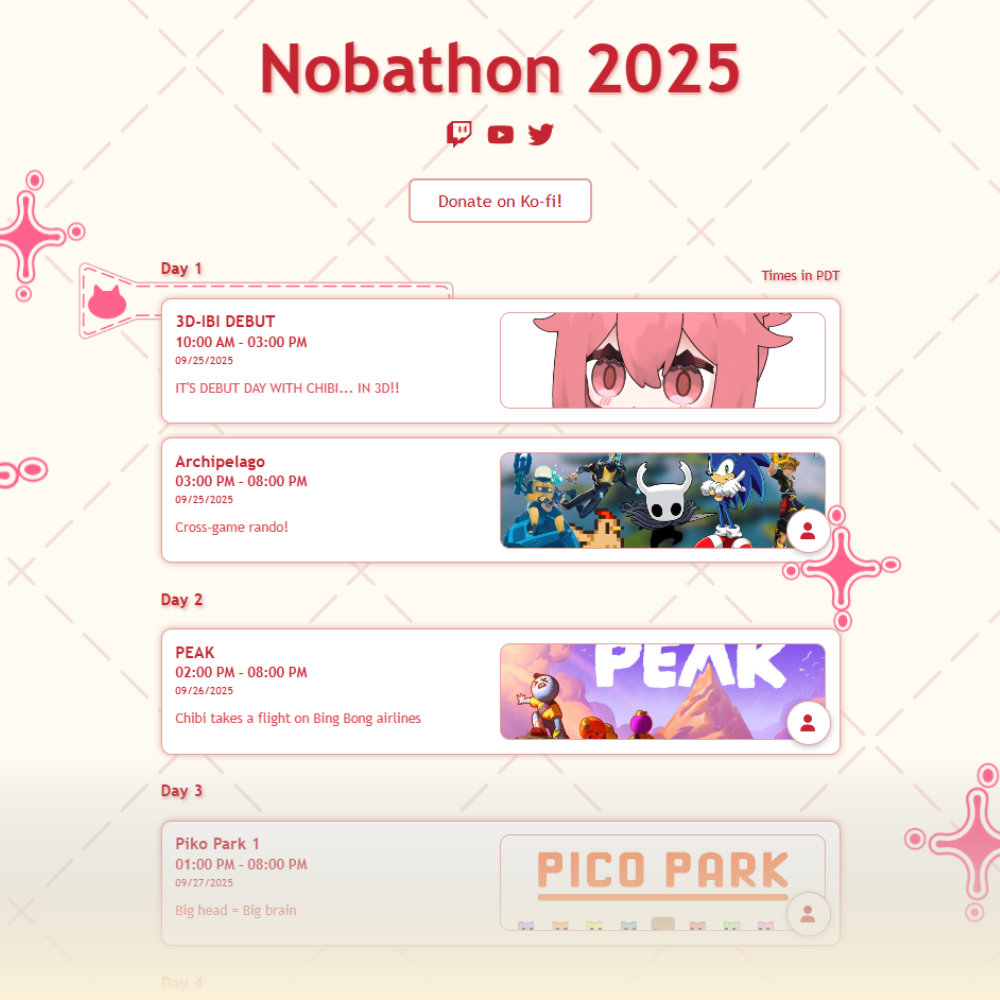 Nobathon 2025
Donate on Ko-fi!
Day 1
Times in PDT
3D-IBI DEBUT
10:00 AM - 03:00 PM
09/25/2025
IT'S DEBUT DAY WITH CHIBI... IN 3D!!
Archipelago
03:00 PM - 08:00 PM
09/25/2025
Cross-game rando!
Day 2
PEAK
02:00 PM - 08:00 PM
09/26/2025
Chibi takes a flight on Bing Bong airlines
PEAK
Day 3
Piko Park 1
01:00 PM - 08:00 PM
09/27/2025
Big head = Big brain
PICO PARK
Day 4